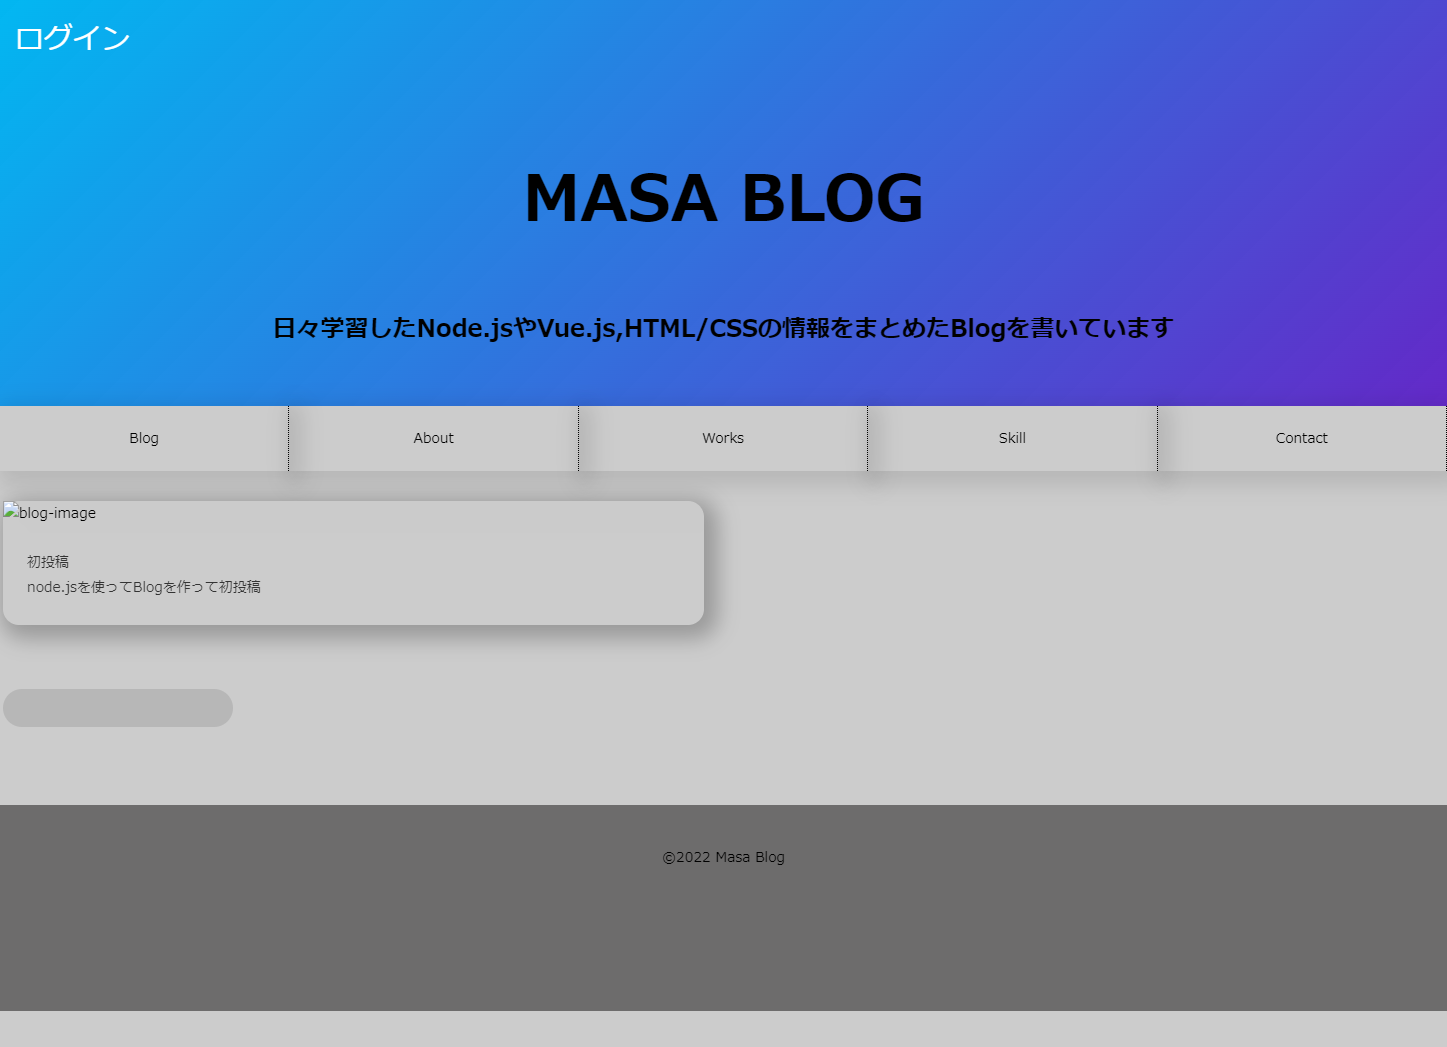 ログイン
MASA BLOG
日々学習したNode.jsやVue.js,HTML/CSSの情報をまとめたBlogを書いています
Blog
About
Works
Skill
Contact
blog-image
初投稿
node.jsを使ってBlogを作って初投稿
©2022 Masa Blog